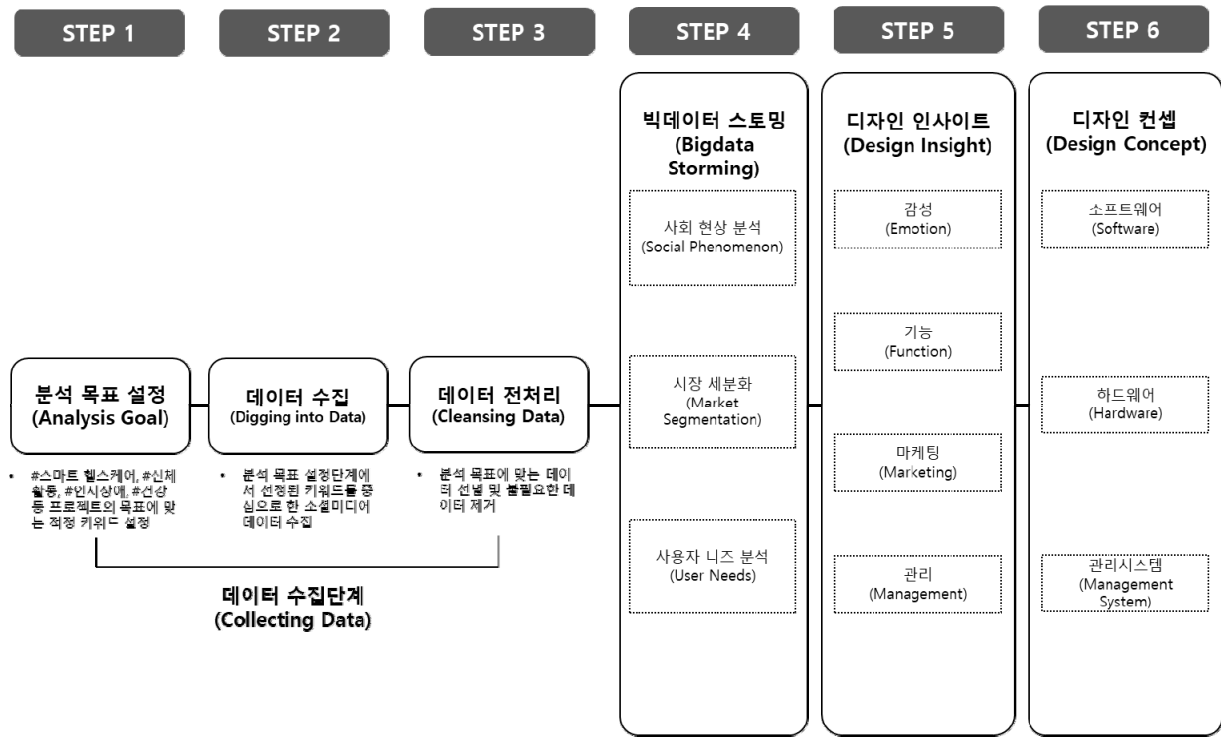 STEP 1
STEP 2
STEP 3
STEP 4
STEP 5
STEP 6
분석 목표 설정
(Analysis Goal)
• #스마트 헬스케어, #신체
활동, #인지장애, #건강
등 프로젝트의 목표에 맞
는 적정 키워드 설정
데이터 수집
(Digging into Data)
• 분석 목표 설정단계에
서 선정된 키워드를 중
심으로 한 소셜미디어
데이터 수집
데이터 전처리
(Cleansing Data)
• 분석 목표에 맞는 데이
터 선별 및 불필요한 데
이터 제거
데이터 수집단계
(Collecting Data)
빅데이터 스토밍
(Bigdata
Storming)
사회 현상 분석
(Social Phenomenon)
시장 세분화
(Market
Segmentation)
사용자 니즈 분석
(User Needs)
디자인 인사이트
(Design Insight)
감성
(Emotion)
기능
(Function)
마케팅
(Marketing)
관리
(Management)
디자인 컨셉
(Design Concept)
소프트웨어
(Software)
하드웨어
(Hardware)
관리시스템
(Management
System)